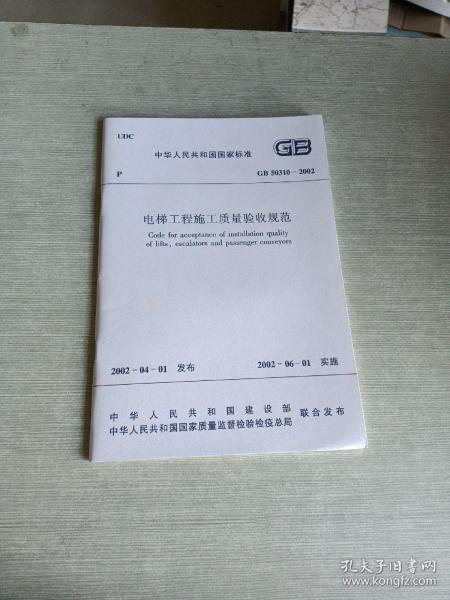 UDC
中华人民共和国国家标准
GB
P
GB 50310-2002
电梯工程施工质量验收规范
Code for acceptance of installation quality
of lifts, escalators and passenger conveyors
2002-04-01 发布
2002-06-01 实施
中华人民共和国建设部
中华人民共和国国家质量监督检验检疫总局
联合发布
孔夫子旧书网
www.kongfz.com